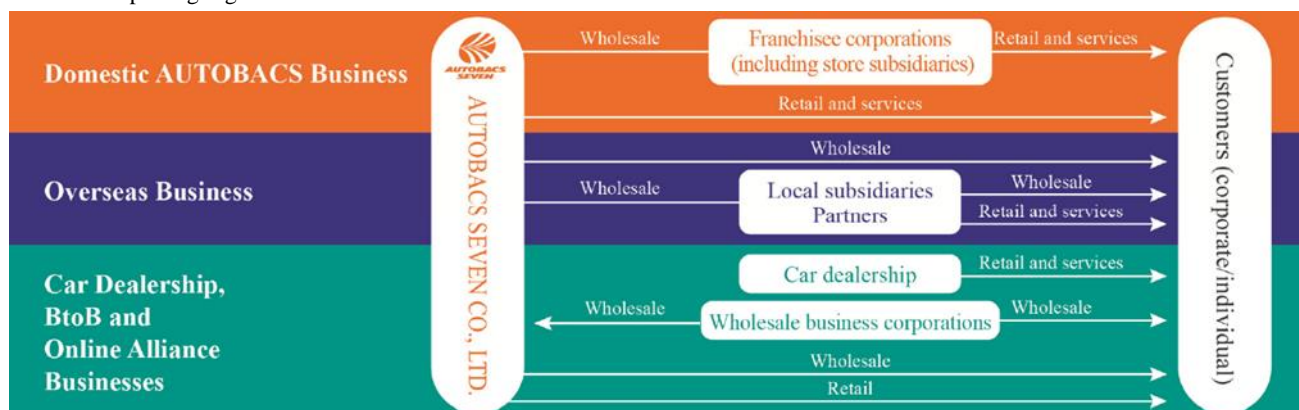 Domestic AUTOBACS Business
AUTOBACS
SEVEN
AUTOBACS SEVEN CO., LTD.
Wholesale
Franchisee corporations
(including store subsidiaries)
Retail and services
Retail and services
Customers (corporate/individual)
Overseas Business
Wholesale
Wholesale
Local subsidiaries
Partners
Wholesale
Retail and services
Car Dealership,
BtoB and
Online Alliance
Businesses
Car dealership
Retail and services
Wholesale
Wholesale business corporations
Wholesale
Wholesale
Retail